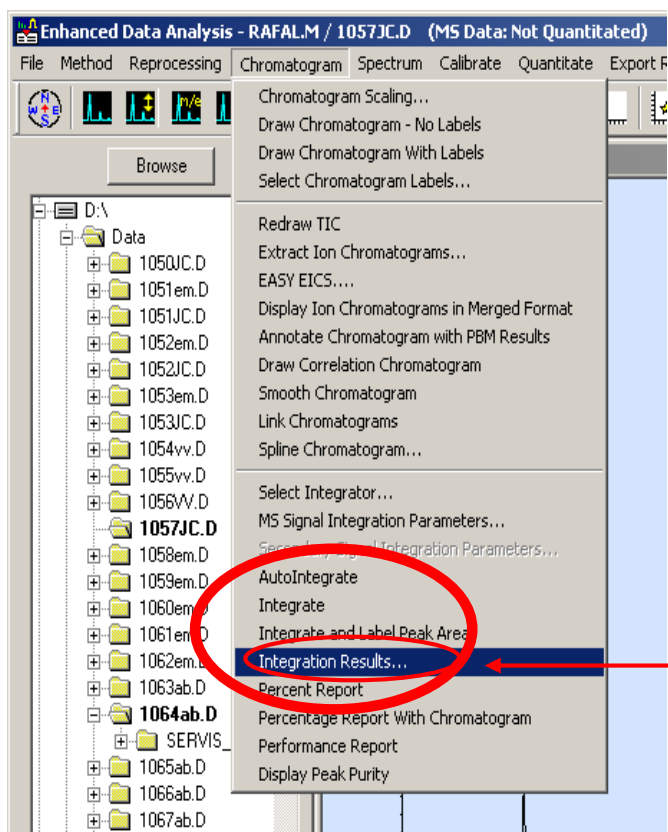 Enhanced Data Analysis - RAFAL.M / 1057JC.D (MS Data: Not Quantitated)
File Method Reprocessing Chromatogram Spectrum Calibrate Quantitate Export R
m/e
Browse
D:\
Data
1050JC.D
1051em.D
1051JC.D
1052em.D
1052JC.D
1053em.D
1053JC.D
1054vv.D
1055vv.D
1056VV.D
1057JC.D
1058em.D
1059em.D
1060em.D
1061em.D
1062em.D
1063ab.D
1064ab.D
SERVIS_
1065ab.D
1066ab.D
1067ab.D
Chromatogram Scaling...
Draw Chromatogram - No Labels
Draw Chromatogram With Labels
Select Chromatogram Labels...
Redraw TIC
Extract Ion Chromatograms...
EASY EICS....
Display Ion Chromatograms in Merged Format
Annotate Chromatogram with PBM Results
Draw Correlation Chromatogram
Smooth Chromatogram
Link Chromatograms
Spline Chromatogram...
Select Integrator...
MS Signal Integration Parameters...
Secondary Signal Integration Parameters...
AutoIntegrate
Integrate
Integrate and Label Peak Area
Integration Results...
Percent Report
Percentage Report With Chromatogram
Performance Report
Display Peak Purity